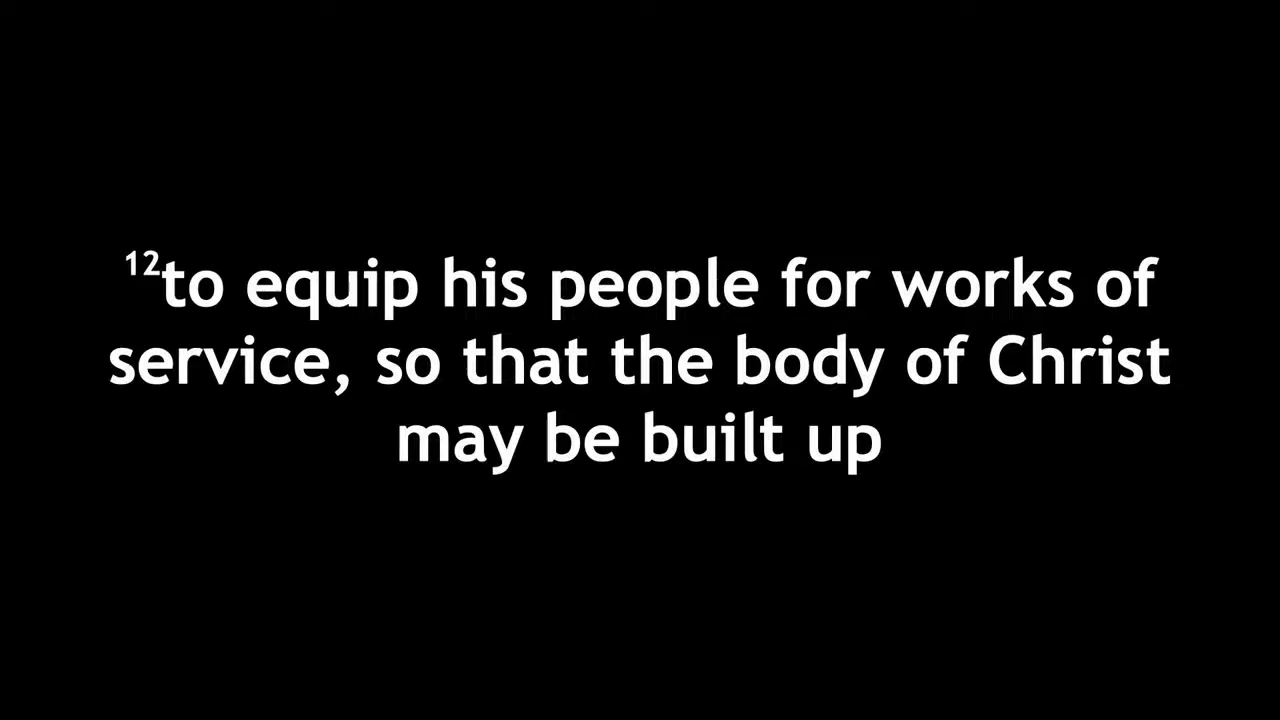 12to equip his people for works of
service, so that the body of Christ
may be built up